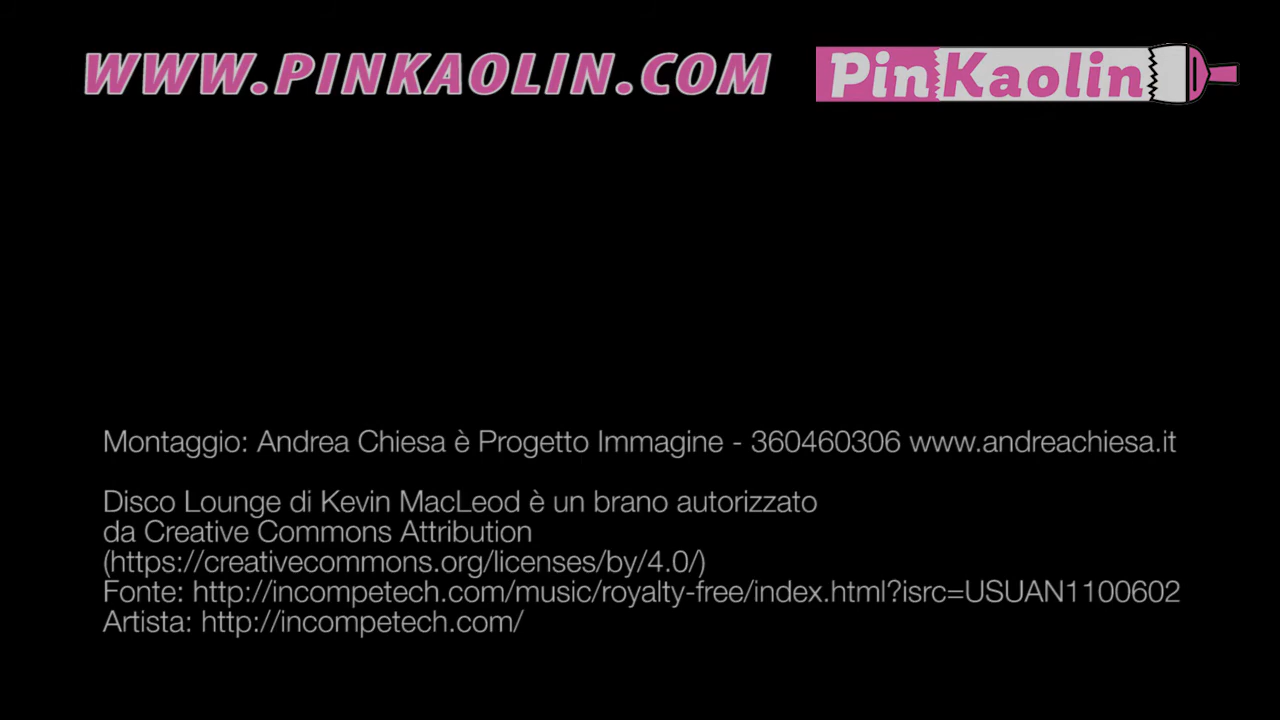 WWW.PINKAOLIN.COM
PinKaolin
Montaggio: Andrea Chiesa è Progetto Immagine - 360460306 www.andreachiesa.it
Disco Lounge di Kevin MacLeod è un brano autorizzato
da Creative Commons Attribution
(https://creativecommons.org/licenses/by/4.0/)
Fonte: http://incompetech.com/music/royalty-free/index.html?isrc=USUAN1100602
Artista: http://incompetech.com/